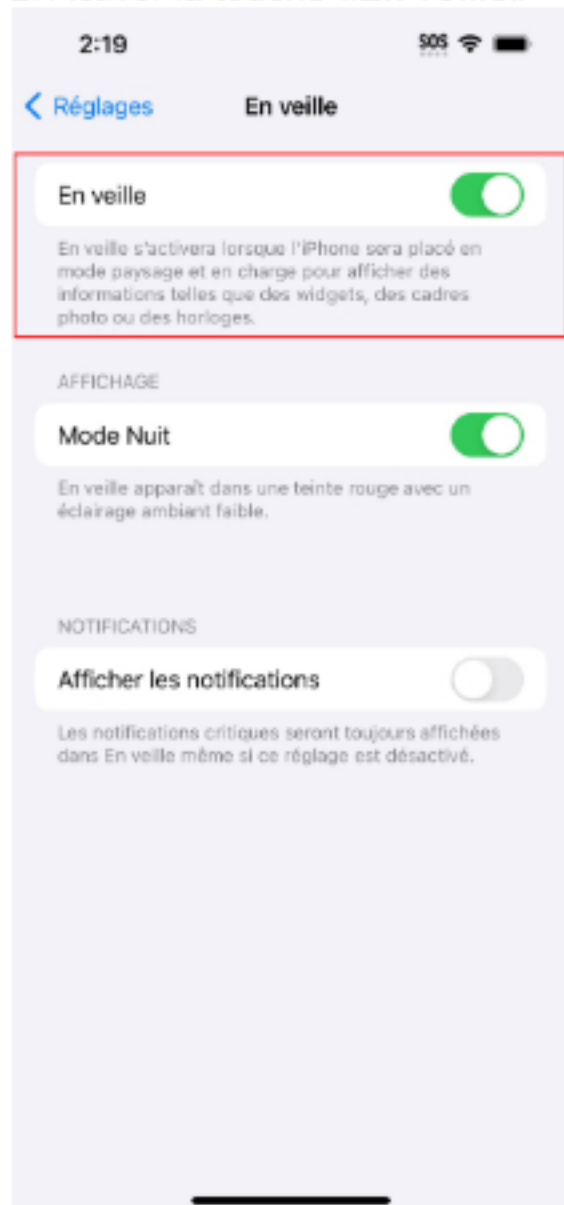 2:19
SOS
Réglages
En veille
En veille
En veille s'activera lorsque l'iPhone sera placé en
mode paysage et en charge pour afficher des
informations telles que des widgets, des cadres
photo ou des horloges.
AFFICHAGE
Mode Nuit
En veille apparaît dans une teinte rouge avec un
éclairage ambiant faible.
NOTIFICATIONS
Afficher les notifications
Les notifications critiques seront toujours affichées
dans En veille même si ce réglage est désactivé.